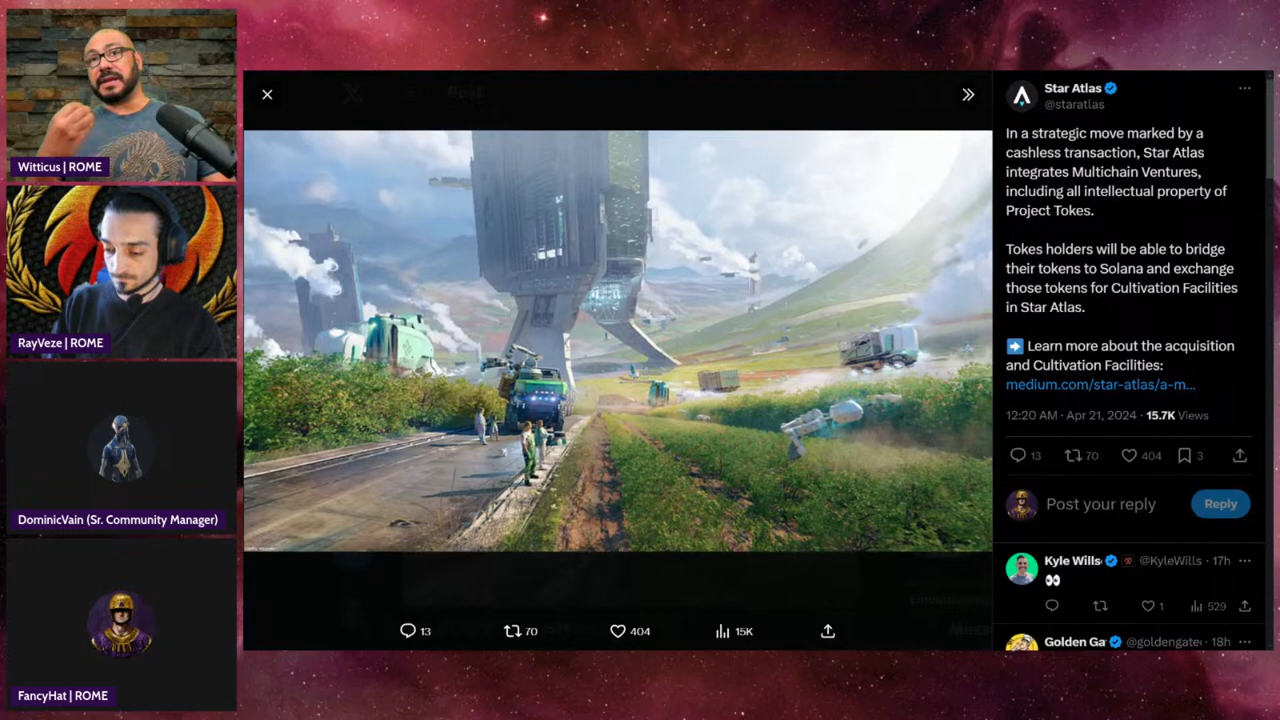 Witticus | ROME
RayVeze | ROME
DominicVain (Sr. Community Manager)
FancyHat | ROME
Post
13
70
404
15K
Star Atlas
@staratlas
In a strategic move marked by a
cashless transaction, Star Atlas
integrates Multichain Ventures,
including all intellectual property of
Project Tokes.
Tokes holders will be able to bridge
their tokens to Solana and exchange
those tokens for Cultivation Facilities
in Star Atlas.
Learn more about the acquisition
and Cultivation Facilities:
medium.com/star-atlas/a-m...
12:20 AM · Apr 21, 2024 · 15.7K Views
13 70 404 3
Post your reply
Reply
Kyle Wills @KyleWills · 17h
1 529
Golden Ga @goldengate · 18h